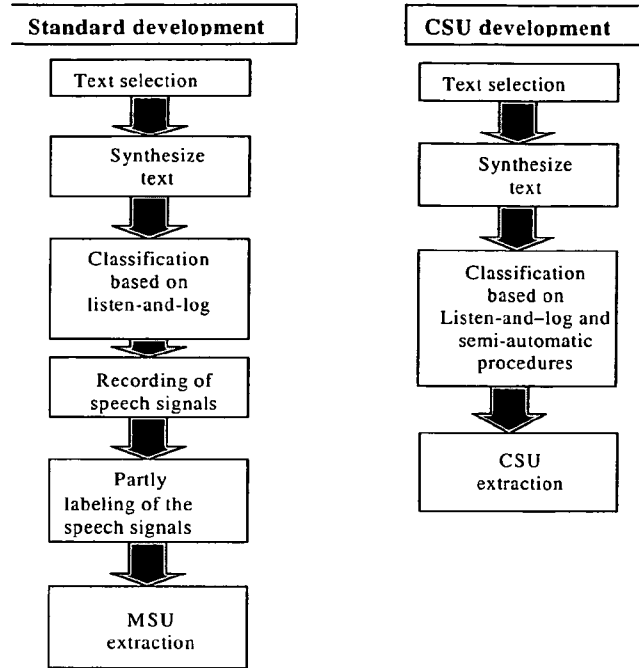 Standard development
Text selection
Synthesize
text
Classification
based on
listen-and-log
Recording of
speech signals
Partly
labeling of the
speech signals
MSU
extraction
CSU development
Text selection
Synthesize
text
Classification
based on
Listen-and–log and
semi-automatic
procedures
CSU
extraction